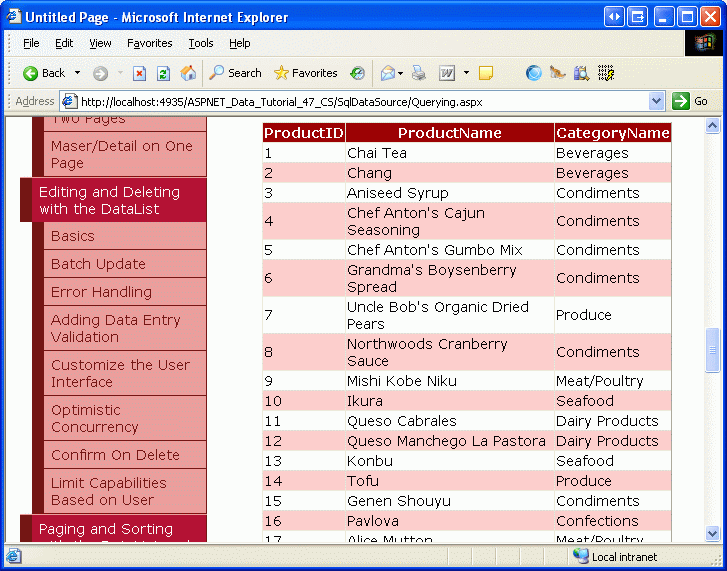 Untitled Page - Microsoft Internet Explorer
File Edit View Favorites Tools Help
Back Search Favorites
Address http://localhost:4935/ASPNET_Data_Tutorial_47_CS/SqlDataSource/Querying.aspx Go
Two Pages
Maser/Detail on One
Page
Editing and Deleting
with the DataList
Basics
Batch Update
Error Handling
Adding Data Entry
Validation
Customize the User
Interface
Optimistic
Concurrency
Confirm On Delete
Limit Capabilities
Based on User
Paging and Sorting
ProductID ProductName CategoryName
1 Chai Tea Beverages
2 Chang Beverages
3 Aniseed Syrup Condiments
4 Chef Anton's Cajun
Seasoning Condiments
5 Chef Anton's Gumbo Mix Condiments
6 Grandma's Boysenberry
Spread Condiments
7 Uncle Bob's Organic Dried
Pears Produce
8 Northwoods Cranberry
Sauce Condiments
9 Mishi Kobe Niku Meat/Poultry
10 Ikura Seafood
11 Queso Cabrales Dairy Products
12 Queso Manchego La Pastora Dairy Products
13 Konbu Seafood
14 Tofu Produce
15 Genen Shouyu Condiments
16 Pavlova Confections
17 Alice Mutton Meat/Poultry
Local intranet